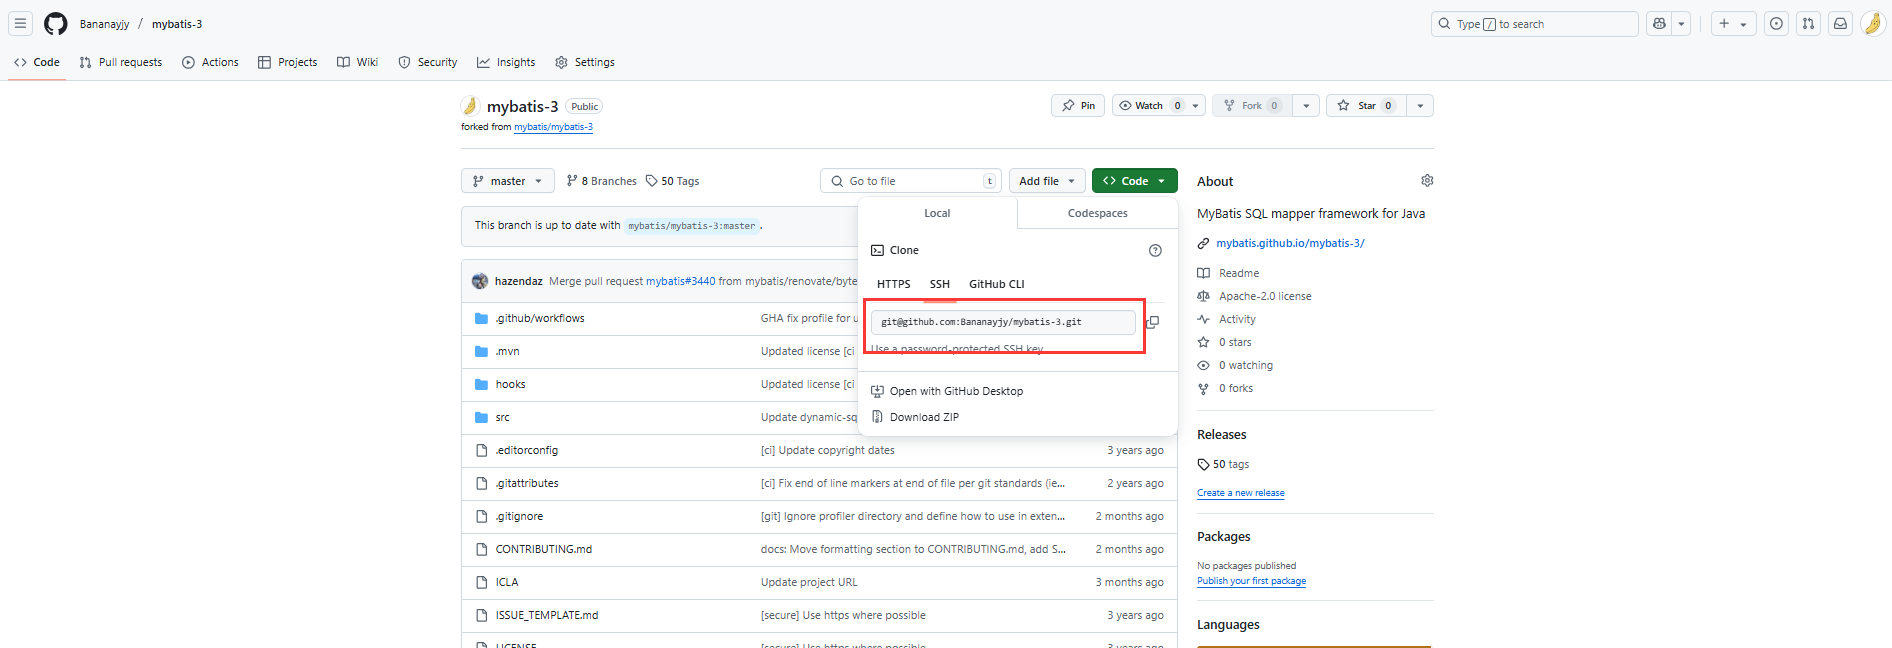 Bananayjy / mybatis-3
Type / to search
Code Pull requests Actions Projects Wiki Security Insights Settings
mybatis-3 Public
forked from mybatis/mybatis-3
Pin Watch 0 Fork 0 Star 0
master 8 Branches 50 Tags Go to file t Add file Code
This branch is up to date with mybatis/mybatis-3:master .
hazendaz Merge pull request mybatis#3440 from mybatis/renovate/byte
.github/workflows GHA fix profile for u
.mvn Updated license [ci
hooks Updated license [ci
src Update dynamic-sq
.editorconfig [ci] Update copyright dates 3 years ago
.gitattributes [ci] Fix end of line markers at end of file per git standards (ie... 2 years ago
.gitignore [git] Ignore profiler directory and define how to use in exten... 2 months ago
CONTRIBUTING.md docs: Move formatting section to CONTRIBUTING.md, add S... 2 months ago
ICLA Update project URL 3 months ago
ISSUE_TEMPLATE.md [secure] Use https where possible 3 years ago
LICENSE [secure] Use https where possible 3 years ago
Local Codespaces
Clone
HTTPS SSH GitHub CLI
git@github.com:Bananayjy/mybatis-3.git
Use a password-protected SSH key.
Open with GitHub Desktop
Download ZIP
About
MyBatis SQL mapper framework for Java
mybatis.github.io/mybatis-3/
Readme
Apache-2.0 license
Activity
0 stars
0 watching
0 forks
Releases
50 tags
Create a new release
Packages
No packages published
Publish your first package
Languages